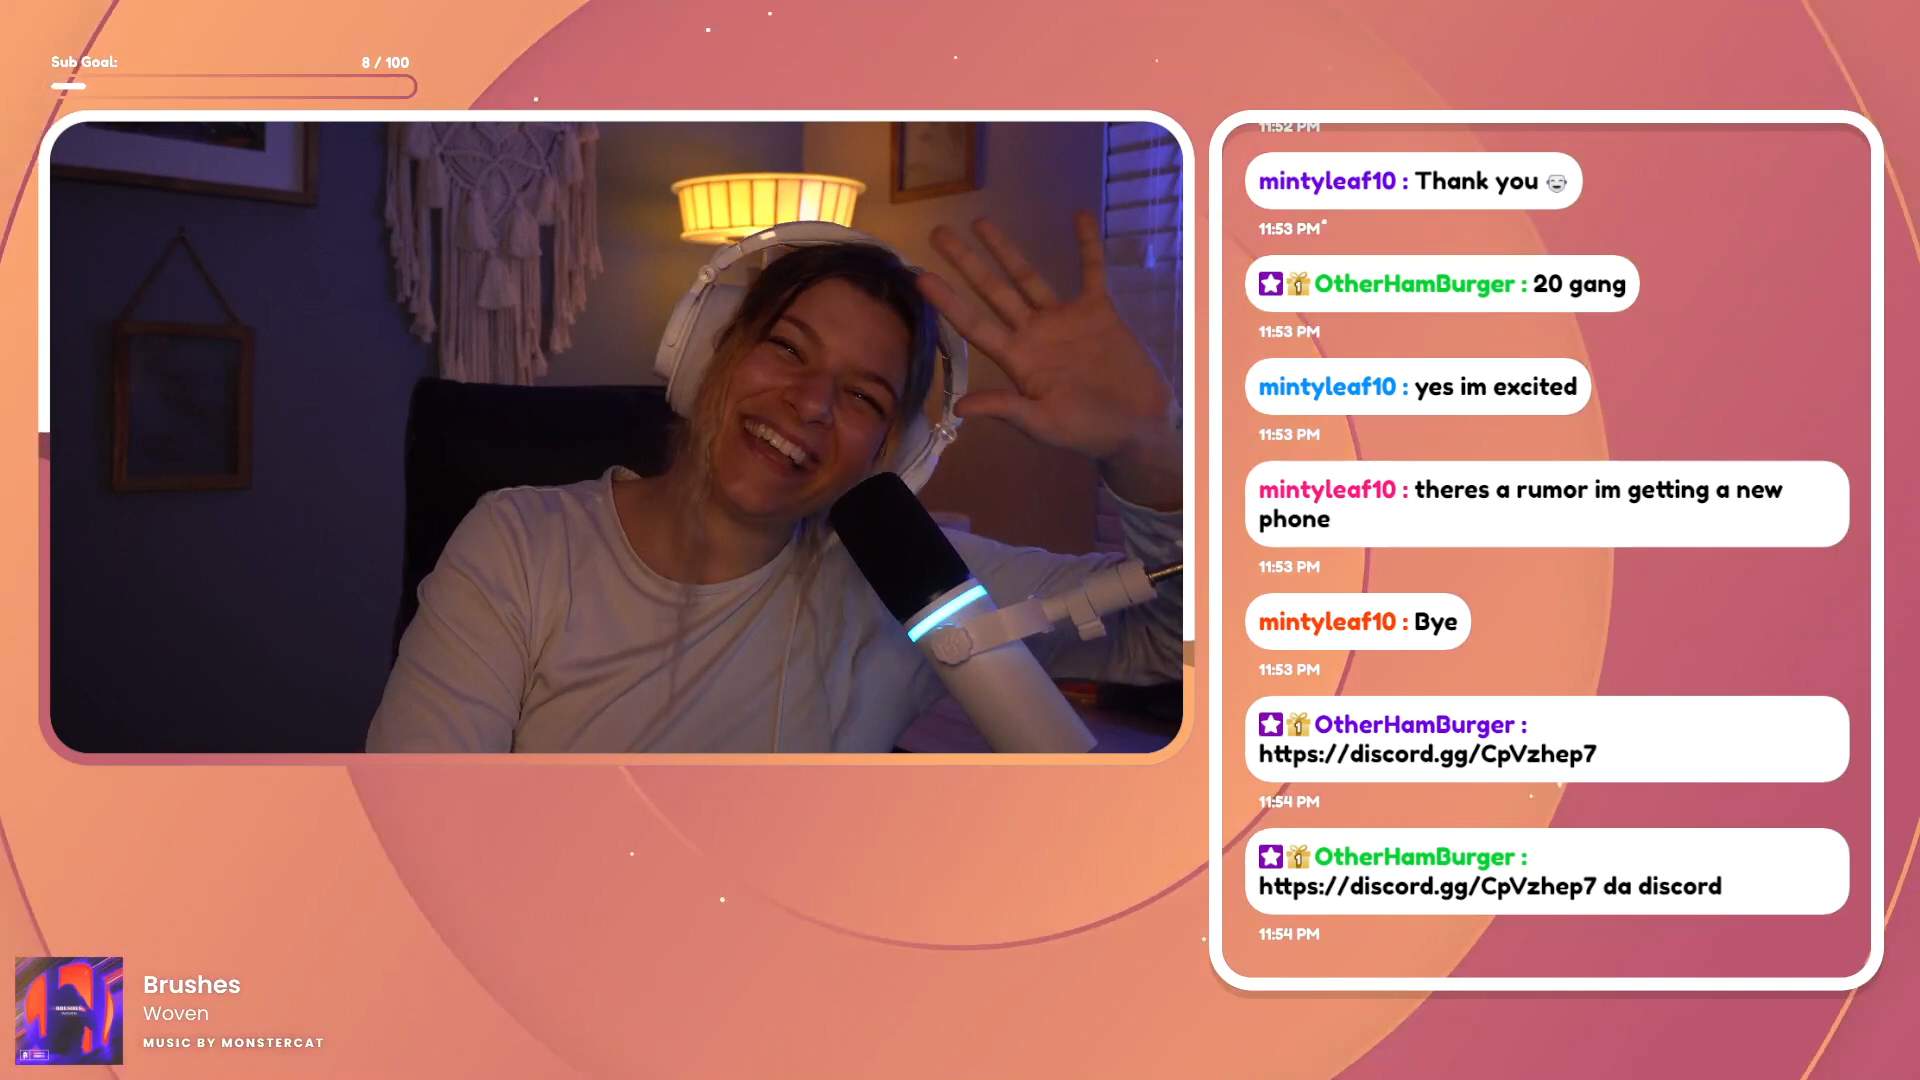 Sub Goal: 8 / 100
11:52 PM
mintyleaf10 : Thank you
11:53 PM
OtherHamBurger : 20 gang
11:53 PM
mintyleaf10 : yes im excited
11:53 PM
mintyleaf10 : theres a rumor im getting a new
phone
11:53 PM
mintyleaf10 : Bye
11:53 PM
OtherHamBurger :
https://discord.gg/CpVzhep7
11:54 PM
OtherHamBurger :
https://discord.gg/CpVzhep7 da discord
11:54 PM
Brushes
Woven
MUSIC BY MONSTERCAT